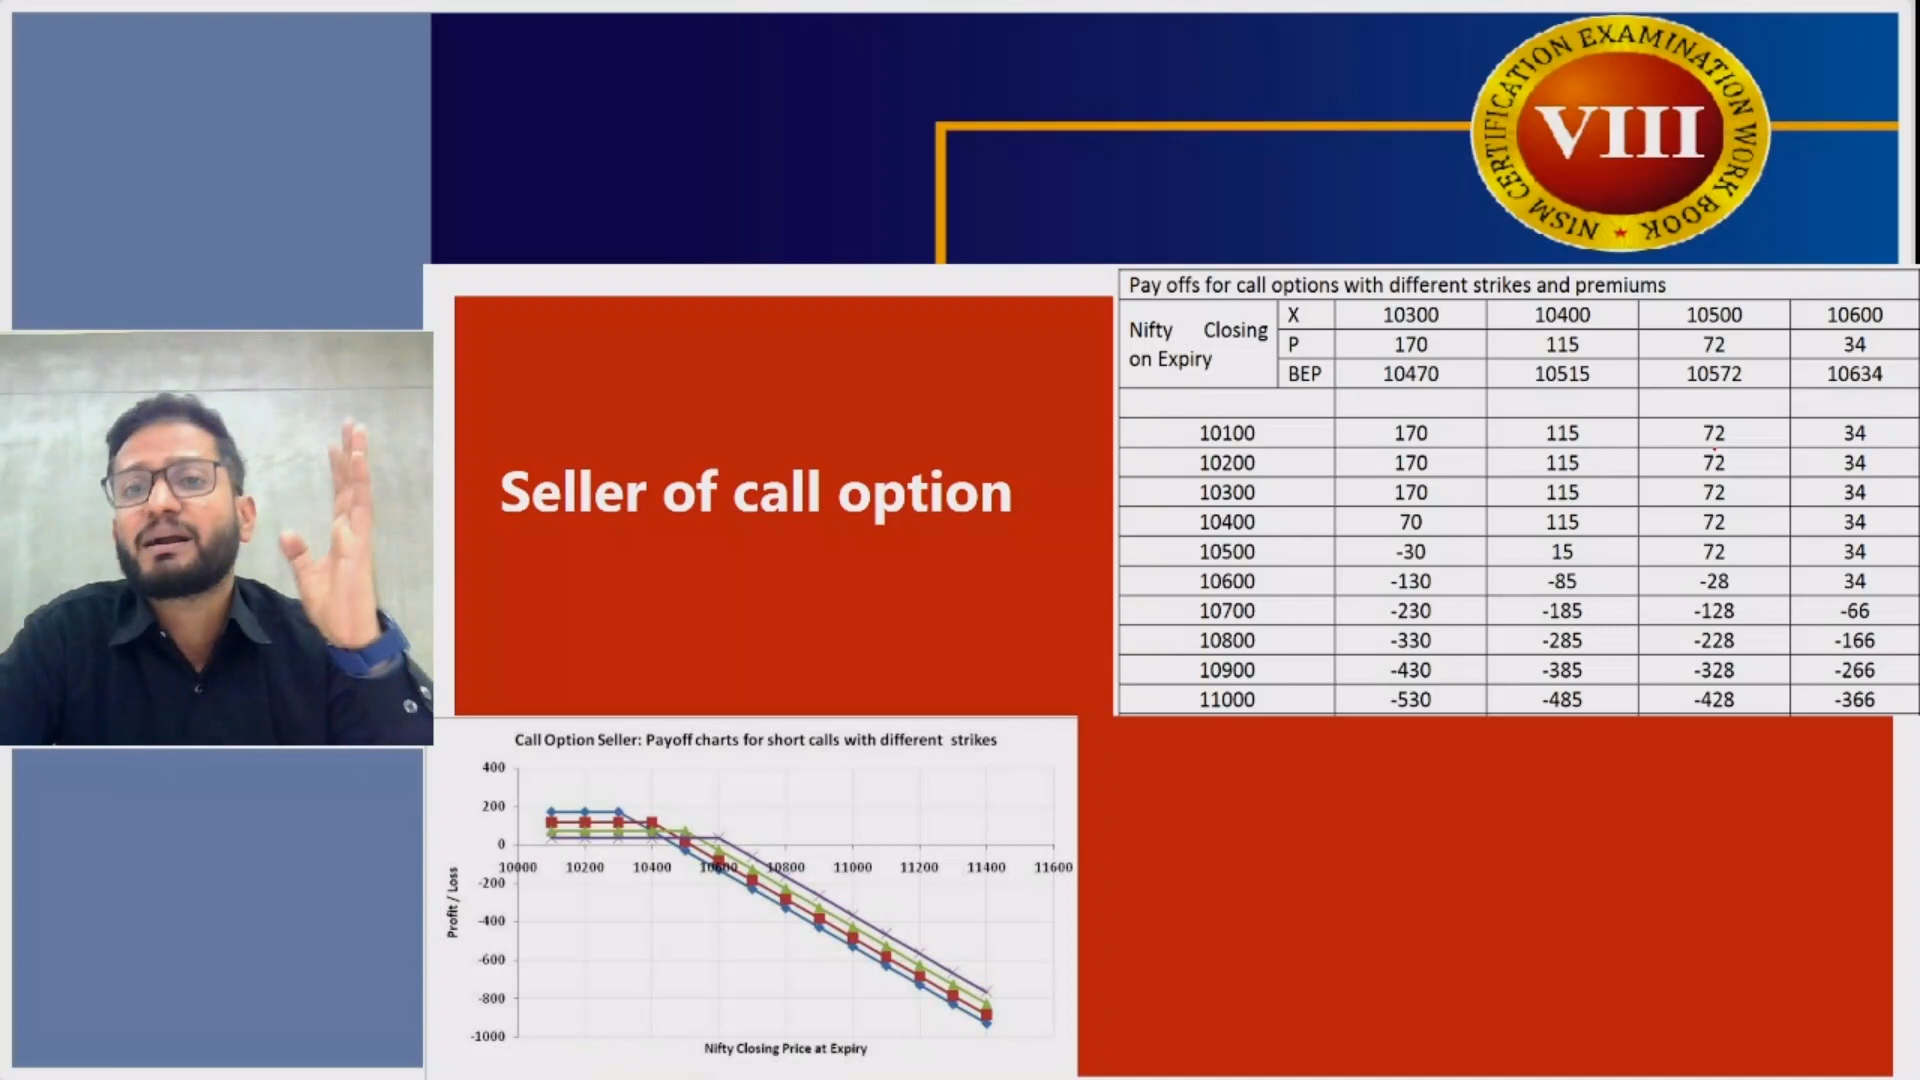 NISM CERTIFICATION EXAMINATION WORK BOOK
VIII
Pay offs for call options with different strikes and premiums
Nifty Closing on Expiry
X 10300 10400 10500 10600
P 170 115 72 34
BEP 10470 10515 10572 10634
10100 170 115 72 34
10200 170 115 72 34
10300 170 115 72 34
10400 70 115 72 34
10500 -30 15 72 34
10600 -130 -85 -28 34
10700 -230 -185 -128 -66
10800 -330 -285 -228 -166
10900 -430 -385 -328 -266
11000 -530 -485 -428 -366
Seller of call option
Call Option Seller: Payoff charts for short calls with different strikes
400
200
0
-200
-400
-600
-800
-1000
10000 10200 10400 10600 10800 11000 11200 11400 11600
Profit / Loss
Nifty Closing Price at Expiry